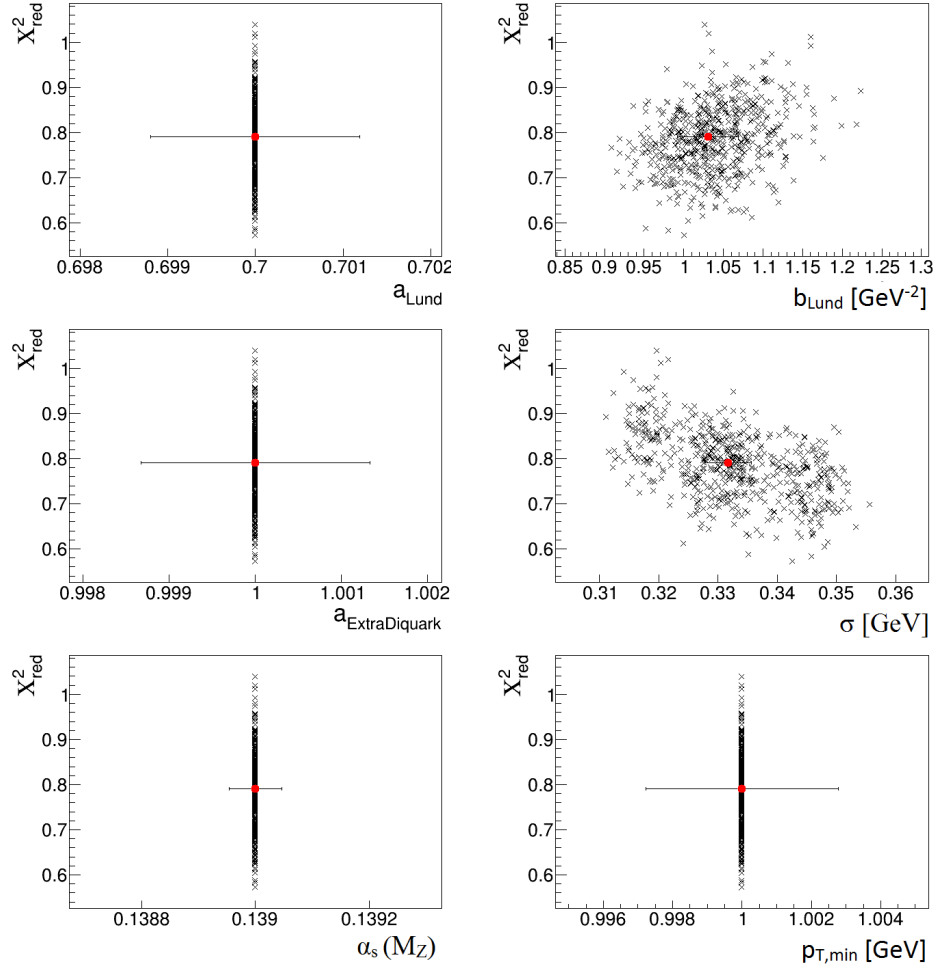 X²red
1
0.9
0.8
0.7
0.6
0.698 0.699 0.7 0.701 0.702
aLund
X²red
1
0.9
0.8
0.7
0.6
0.85 0.9 0.95 1 1.05 1.1 1.15 1.2 1.25 1.3
bLund [GeV⁻²]
X²red
1
0.9
0.8
0.7
0.6
0.998 0.999 1 1.001 1.002
aExtraDiquark
X²red
1
0.9
0.8
0.7
0.6
0.31 0.32 0.33 0.34 0.35 0.36
σ [GeV]
X²red
1
0.9
0.8
0.7
0.6
0.1388 0.139 0.1392
αs (MZ)
X²red
1
0.9
0.8
0.7
0.6
0.996 0.998 1 1.002 1.004
pT,min [GeV]